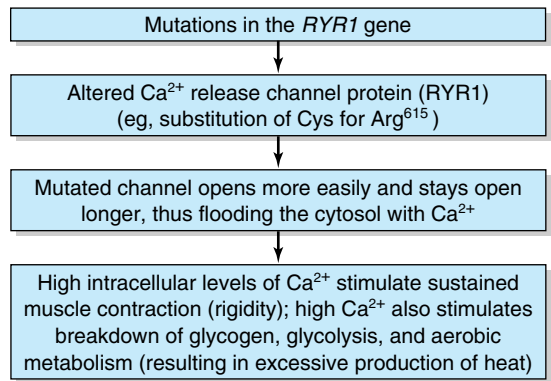 Mutations in the RYR1 gene
Altered Ca²⁺ release channel protein (RYR1)
(eg, substitution of Cys for Arg⁶¹⁵)
Mutated channel opens more easily and stays open
longer, thus flooding the cytosol with Ca²⁺
High intracellular levels of Ca²⁺ stimulate sustained
muscle contraction (rigidity); high Ca²⁺ also stimulates
breakdown of glycogen, glycolysis, and aerobic
metabolism (resulting in excessive production of heat)